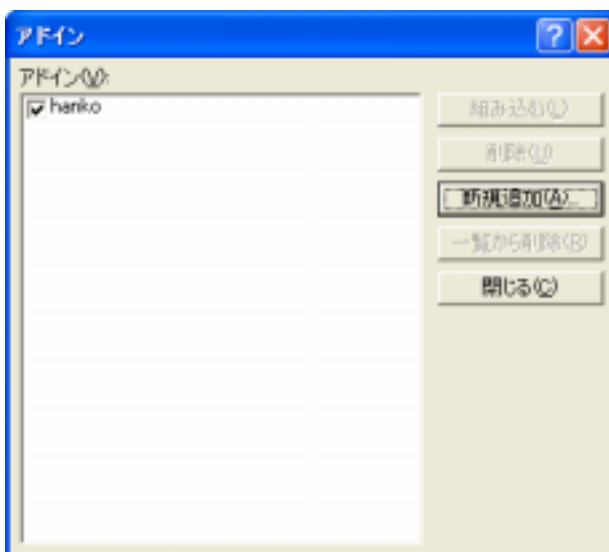 アドイン
アドイン(V):
hanko
組み込む(L)
削除(U)
新規追加(A)...
一覧から削除(R)
閉じる(C)